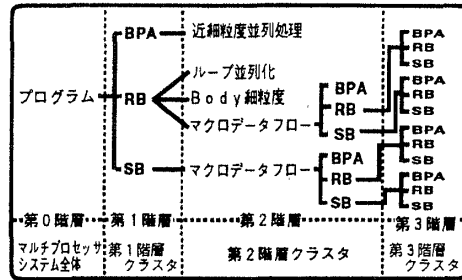 BPA 近細粒度並列処理
ループ並列化
プログラム RB Body細粒度
マクロデータフロー
SB マクロデータフロー
BPA
RB
SB
BPA
RB
SB
BPA
RB
SB
BPA
RB
SB
BPA
RB
SB
BPA
RB
SB
第0階層 第1階層 第2階層 第3階層
マルチプロセッサ
システム全体
第1階層
クラスタ
第2階層クラスタ
第3階層
クラスタ